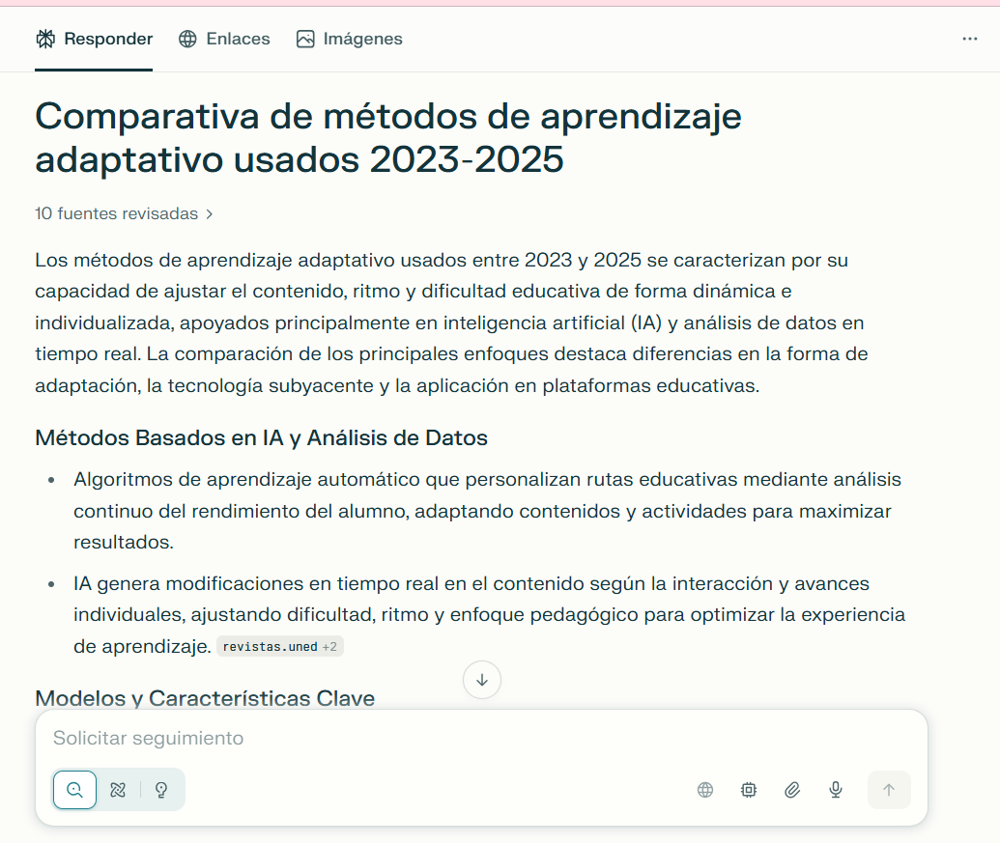 Responder Enlaces Imágenes
Comparativa de métodos de aprendizaje
adaptativo usados 2023-2025
10 fuentes revisadas
Los métodos de aprendizaje adaptativo usados entre 2023 y 2025 se caracterizan por su
capacidad de ajustar el contenido, ritmo y dificultad educativa de forma dinámica e
individualizada, apoyados principalmente en inteligencia artificial (IA) y análisis de datos en
tiempo real. La comparación de los principales enfoques destaca diferencias en la forma de
adaptación, la tecnología subyacente y la aplicación en plataformas educativas.
Métodos Basados en IA y Análisis de Datos
• Algoritmos de aprendizaje automático que personalizan rutas educativas mediante análisis
continuo del rendimiento del alumno, adaptando contenidos y actividades para maximizar
resultados.
• IA genera modificaciones en tiempo real en el contenido según la interacción y avances
individuales, ajustando dificultad, ritmo y enfoque pedagógico para optimizar la experiencia
de aprendizaje. revistas.uned +2
Modelos y Características Clave
Solicitar seguimiento